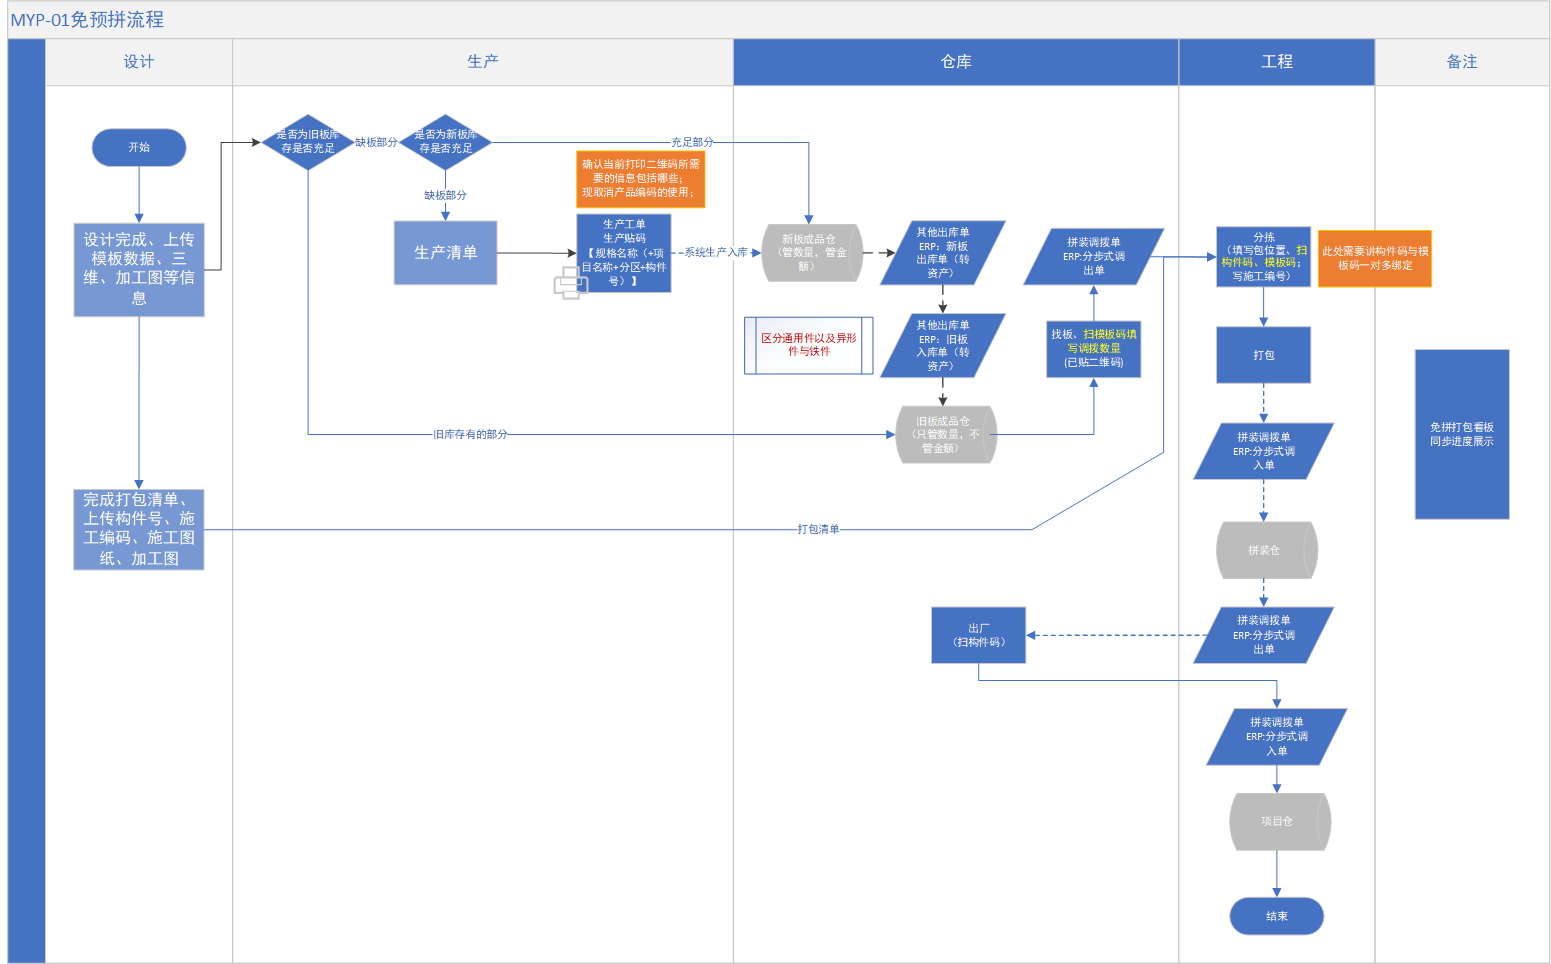 MYP-01免预拼流程
设计
生产
仓库
工程
备注
开始
是否为旧板库
存是否充足
缺板部分
是否为新板库
存是否充足
充足部分
缺板部分
确认当前打印二维码所需
要的信息包括哪些；
现取消产品编码的使用；
设计完成、上传
模板数据、三
维、加工图等信
息
生产清单
生产工单
生产贴码
【 规格名称（+项
目名称+分区+构件
号）】
系统生产入库
新板成品仓
（管数量，管金
额）
其他出库单
ERP：新板
出库单（转
资产）
拼装调拨单
ERP:分步式调
出单
分拣
（填写包位置、扫
构件码、模板码；
写施工编号）
此处需要讲构件码与模
板码一对多绑定
区分通用件以及异形
件与铁件
其他出库单
ERP：旧板
入库单（转
资产）
找板、扫模板码填
写调拨数量
(已贴二维码)
打包
旧库存有的部分
旧板成品仓
（只管数量，不
管金额）
拼装调拨单
ERP:分步式调
入单
免拼打包看板
同步进度展示
完成打包清单、
上传构件号、施
工编码、施工图
纸、加工图
打包清单
拼装仓
出厂
（扫构件码）
拼装调拨单
ERP:分步式调
出单
拼装调拨单
ERP:分步式调
入单
项目仓
结束